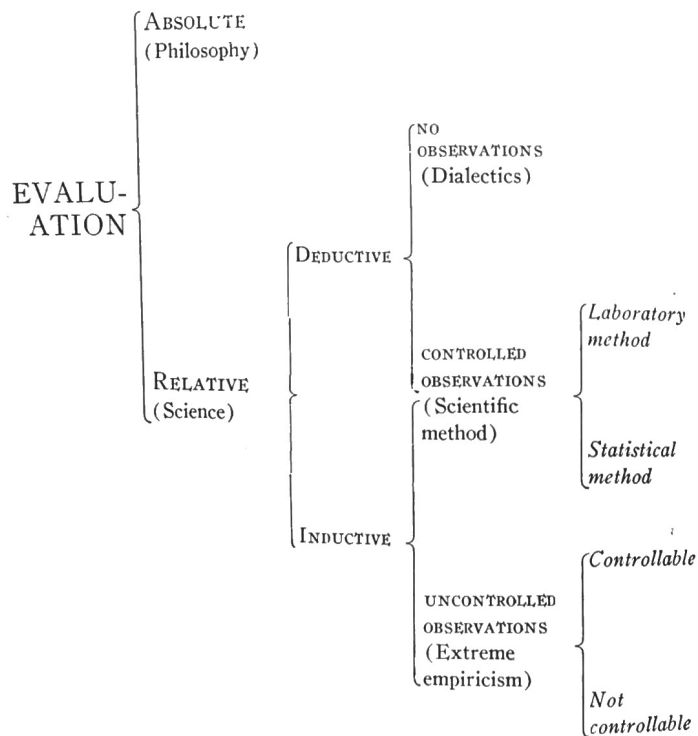 ABSOLUTE
(Philosophy)
NO
OBSERVATIONS
(Dialectics)
EVALU-
ATION
DEDUCTIVE
Laboratory
method
CONTROLLED
OBSERVATIONS
(Scientific
method)
RELATIVE
(Science)
Statistical
method
INDUCTIVE
Controllable
UNCONTROLLED
OBSERVATIONS
(Extreme
empiricism)
Not
controllable